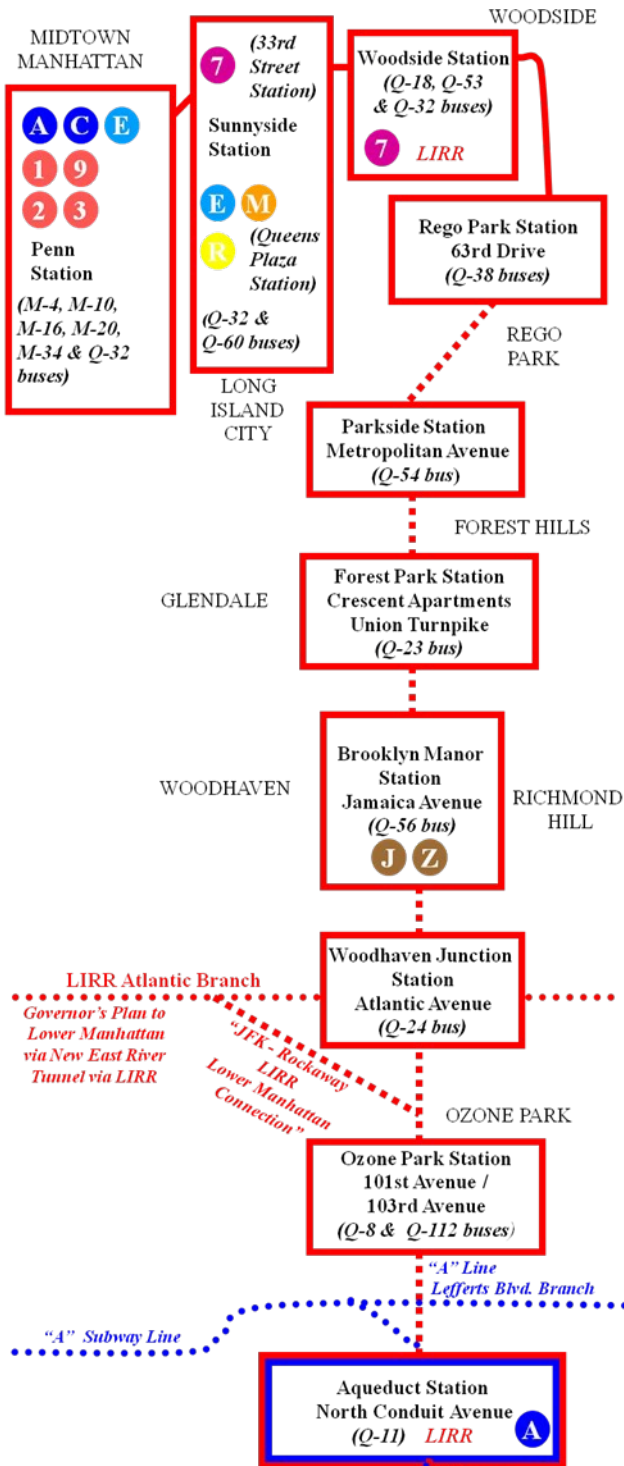 MIDTOWN
MANHATTAN
A C E
1 9
2 3
Penn
Station
(M-4, M-10,
M-16, M-20,
M-34 & Q-32
buses)
7 (33rd
Street
Station)
Sunnyside
Station
E M
R (Queens
Plaza
Station)
(Q-32 &
Q-60 buses)
LONG
ISLAND
CITY
WOODSIDE
Woodside Station
(Q-18, Q-53
& Q-32 buses)
7 LIRR
Rego Park Station
63rd Drive
(Q-38 buses)
REGO
PARK
Parkside Station
Metropolitan Avenue
(Q-54 bus)
FOREST HILLS
GLENDALE
Forest Park Station
Crescent Apartments
Union Turnpike
(Q-23 bus)
WOODHAVEN
Brooklyn Manor
Station
Jamaica Avenue
(Q-56 bus)
J Z
RICHMOND
HILL
Woodhaven Junction
Station
Atlantic Avenue
(Q-24 bus)
LIRR Atlantic Branch
Governor's Plan to
Lower Manhattan
via New East River
Tunnel via LIRR
"JFK - Rockaway
LIRR
Lower Manhattan
Connection"
OZONE PARK
Ozone Park Station
101st Avenue /
103rd Avenue
(Q-8 & Q-112 buses)
"A" Line
Lefferts Blvd. Branch
"A" Subway Line
Aqueduct Station
North Conduit Avenue
(Q-11) LIRR A